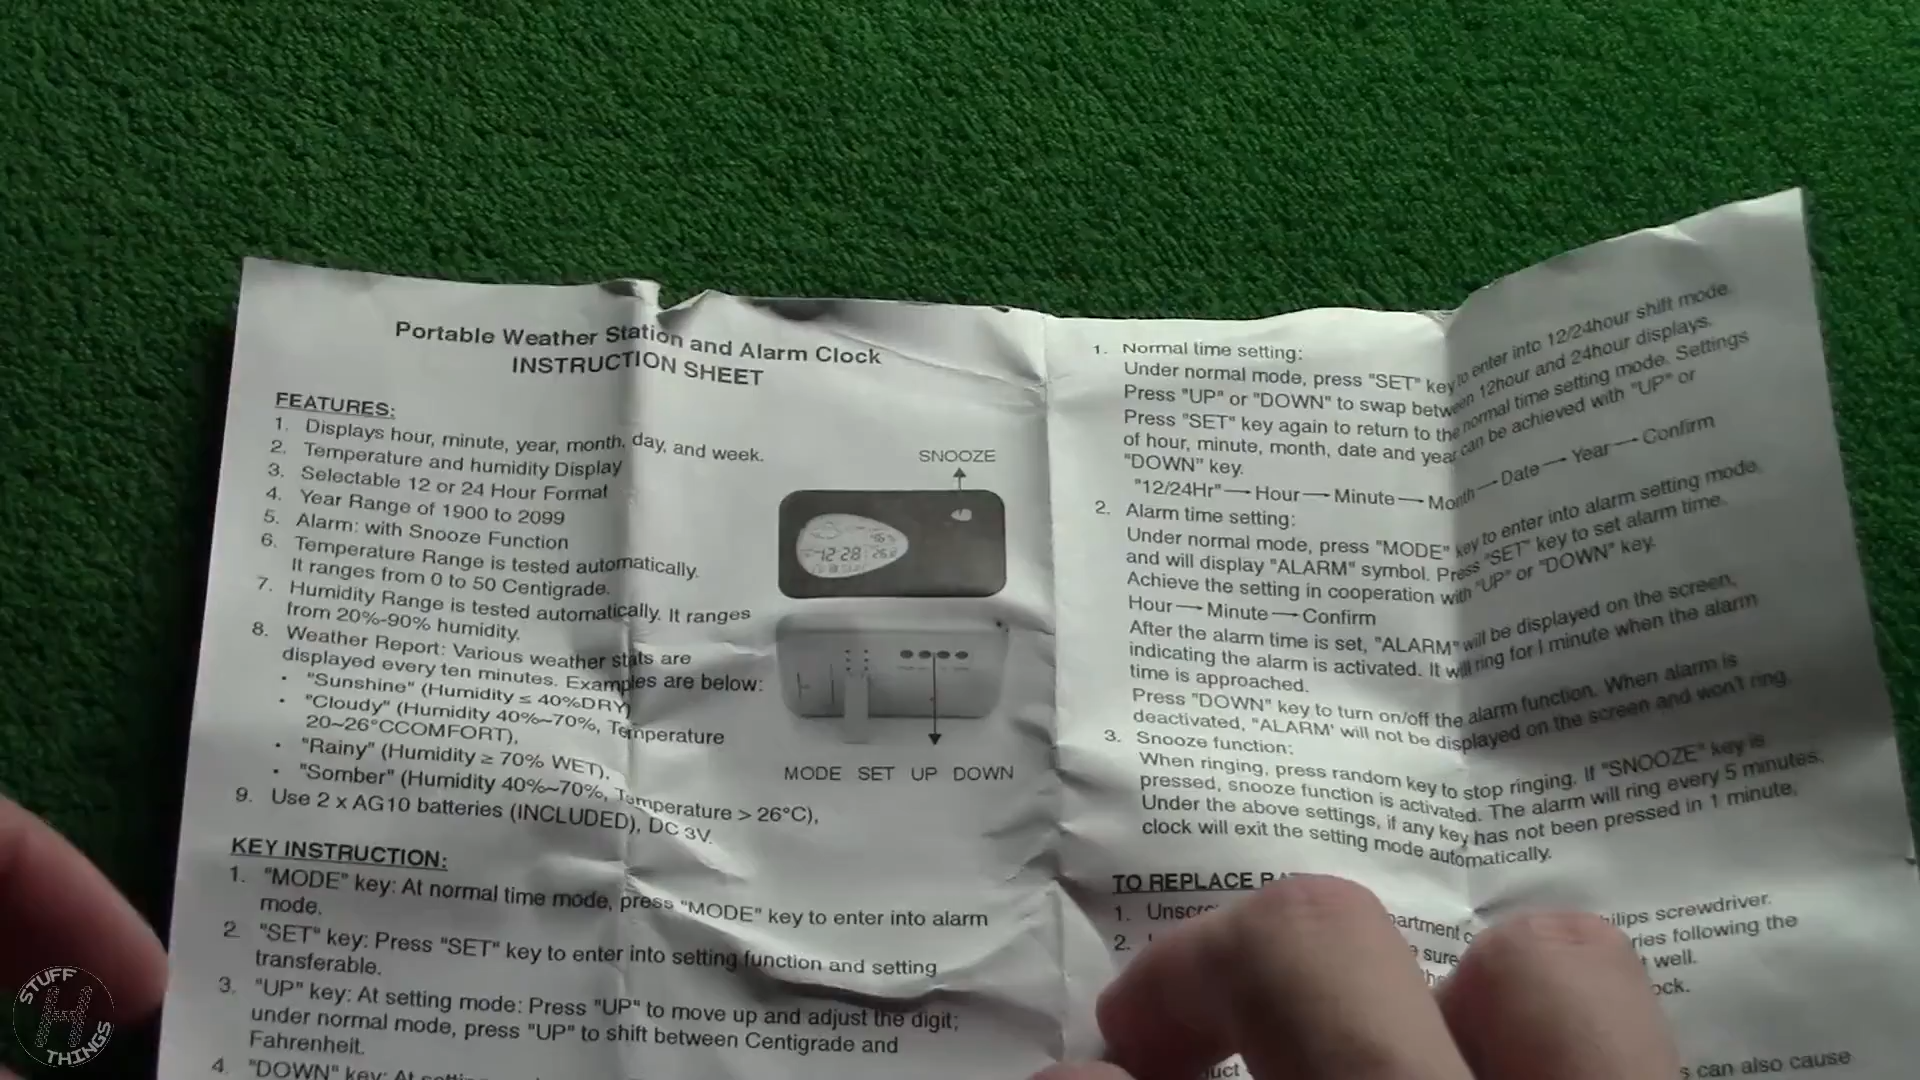 Portable Weather Station and Alarm Clock
INSTRUCTION SHEET
FEATURES:
1. Displays hour, minute, year, month, day, and week.
2. Temperature and humidity Display
3. Selectable 12 or 24 Hour Format
4. Year Range of 1900 to 2099
5. Alarm: with Snooze Function
6. Temperature Range is tested automatically.
It ranges from 0 to 50 Centigrade.
7. Humidity Range is tested automatically. It ranges
from 20%-90% humidity.
8. Weather Report: Various weather stats are
displayed every ten minutes. Examples are below:
• "Sunshine" (Humidity ≤ 40%DRY)
• "Cloudy" (Humidity 40%~70%, Temperature
20~26°CCOMFORT),
• "Rainy" (Humidity ≥ 70% WET),
• "Somber" (Humidity 40%~70%, Temperature > 26°C),
9. Use 2 x AG10 batteries (INCLUDED), DC 3V.
SNOOZE
12:28
MODE SET UP DOWN
KEY INSTRUCTION:
1. "MODE" key: At normal time mode, press "MODE" key to enter into alarm
mode.
2. "SET" key: Press "SET" key to enter into setting function and setting
transferable.
3. "UP" key: At setting mode: Press "UP" to move up and adjust the digit;
under normal mode, press "UP" to shift between Centigrade and
Fahrenheit.
4. "DOWN" key: At
1. Normal time setting:
Under normal mode, press "SET" key to enter into 12/24hour shift mode.
Press "UP" or "DOWN" to swap between 12hour and 24hour displays.
Press "SET" key again to return to the normal time setting mode. Settings
of hour, minute, month, date and year can be achieved with "UP" or
"DOWN" key.
"12/24Hr"→Hour→Minute→Month→Date→Year→Confirm
2. Alarm time setting:
Under normal mode, press "MODE" key to enter into alarm setting mode,
and will display "ALARM" symbol. Press "SET" key to set alarm time.
Achieve the setting in cooperation with "UP" or "DOWN" key.
Hour→Minute→Confirm
After the alarm time is set, "ALARM" will be displayed on the screen,
indicating the alarm is activated. It will ring for 1 minute when the alarm
time is approached.
Press "DOWN" key to turn on/off the alarm function. When alarm is
deactivated, "ALARM' will not be displayed on the screen and won't ring.
3. Snooze function:
When ringing, press random key to stop ringing. If "SNOOZE" key is
pressed, snooze function is activated. The alarm will ring every 5 minutes.
Under the above settings, if any key has not been pressed in 1 minute,
clock will exit the setting mode automatically.
TO REPLACE
1. screwdriver.
2. sure following the
well.
can also cause
STUFF
H
THINGS